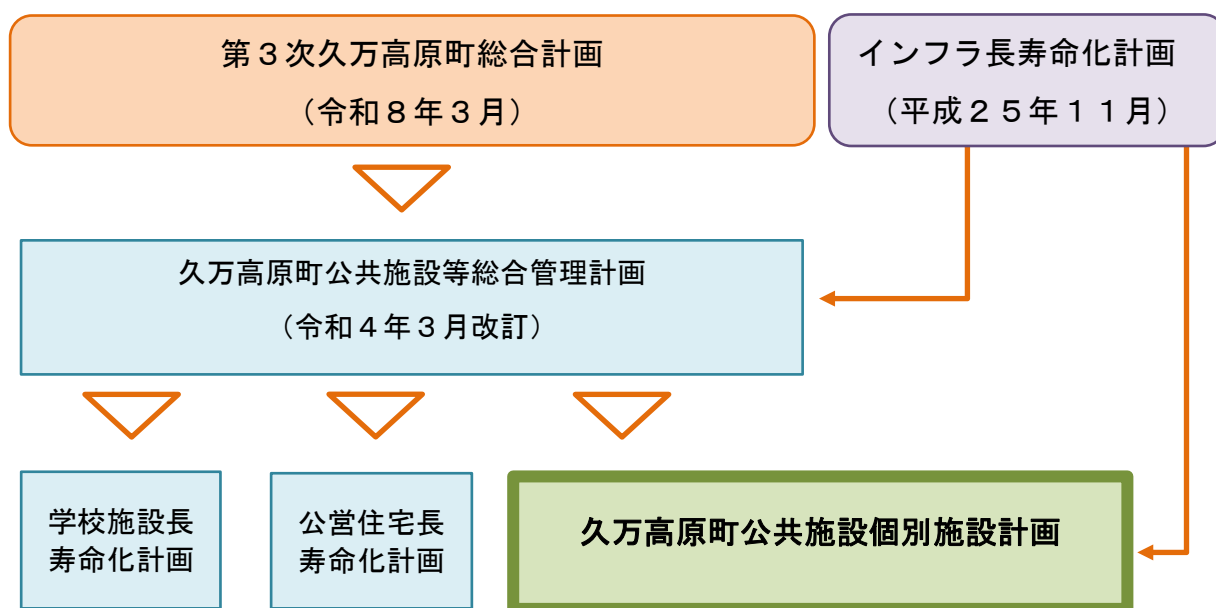 第３次久万高原町総合計画
（令和８年３月）
インフラ長寿命化計画
（平成２５年１１月）
久万高原町公共施設等総合管理計画
（令和４年３月改訂）
学校施設長
寿命化計画
公営住宅長
寿命化計画
久万高原町公共施設個別施設計画